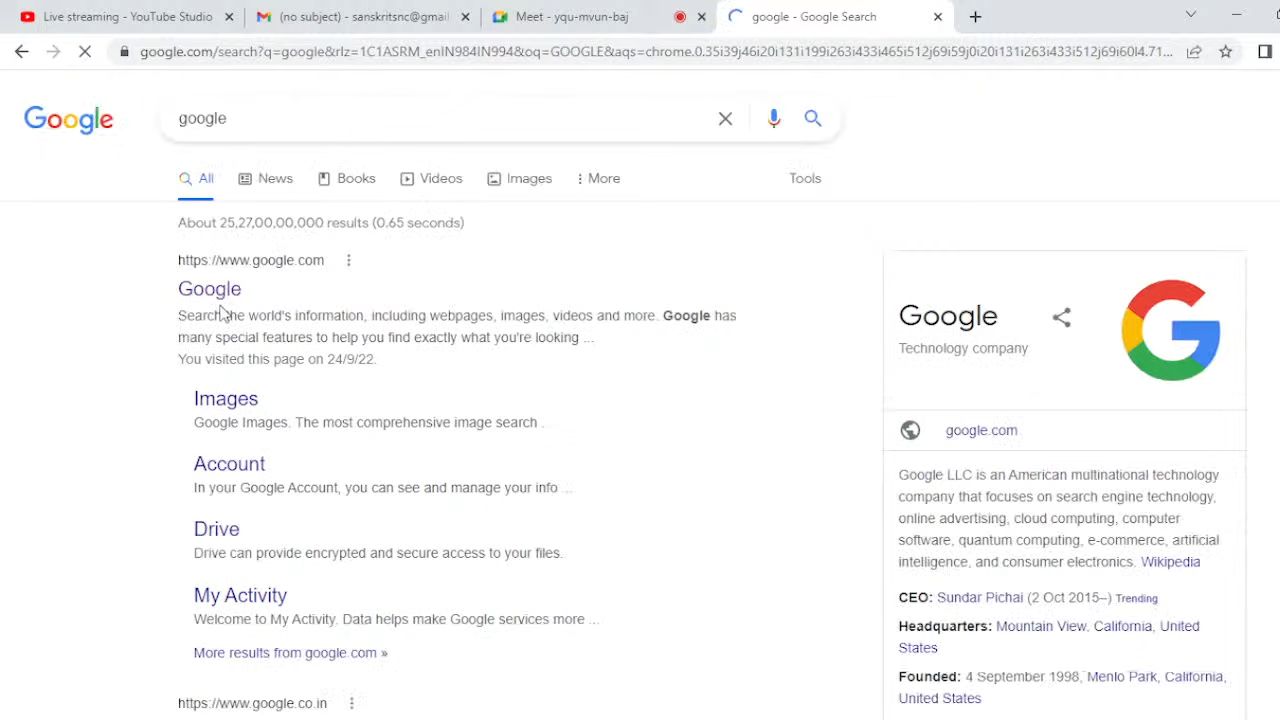 Live streaming - YouTube Studio
(no subject) - sanskritsnc@gmail
Meet - yqu-mvun-baj
google - Google Search
google.com/search?q=google&rlz=1C1ASRM_enIN984IN994&oq=GOOGLE&aqs=chrome.0.35i39j46i20i131i199i263i433i465i512j69i59j0i20i131i263i433i512j69i60l4.71...
Google
google
All
News
Books
Videos
Images
More
Tools
About 25,27,00,00,000 results (0.65 seconds)
https://www.google.com
Google
Search the world's information, including webpages, images, videos and more. Google has
many special features to help you find exactly what you're looking ...
You visited this page on 24/9/22.
Images
Google Images. The most comprehensive image search ...
Account
In your Google Account, you can see and manage your info ...
Drive
Drive can provide encrypted and secure access to your files.
My Activity
Welcome to My Activity. Data helps make Google services more ...
More results from google.com »
https://www.google.co.in
Google
Technology company
google.com
Google LLC is an American multinational technology
company that focuses on search engine technology,
online advertising, cloud computing, computer
software, quantum computing, e-commerce, artificial
intelligence, and consumer electronics. Wikipedia
CEO: Sundar Pichai (2 Oct 2015–) Trending
Headquarters: Mountain View, California, United
States
Founded: 4 September 1998, Menlo Park, California,
United States